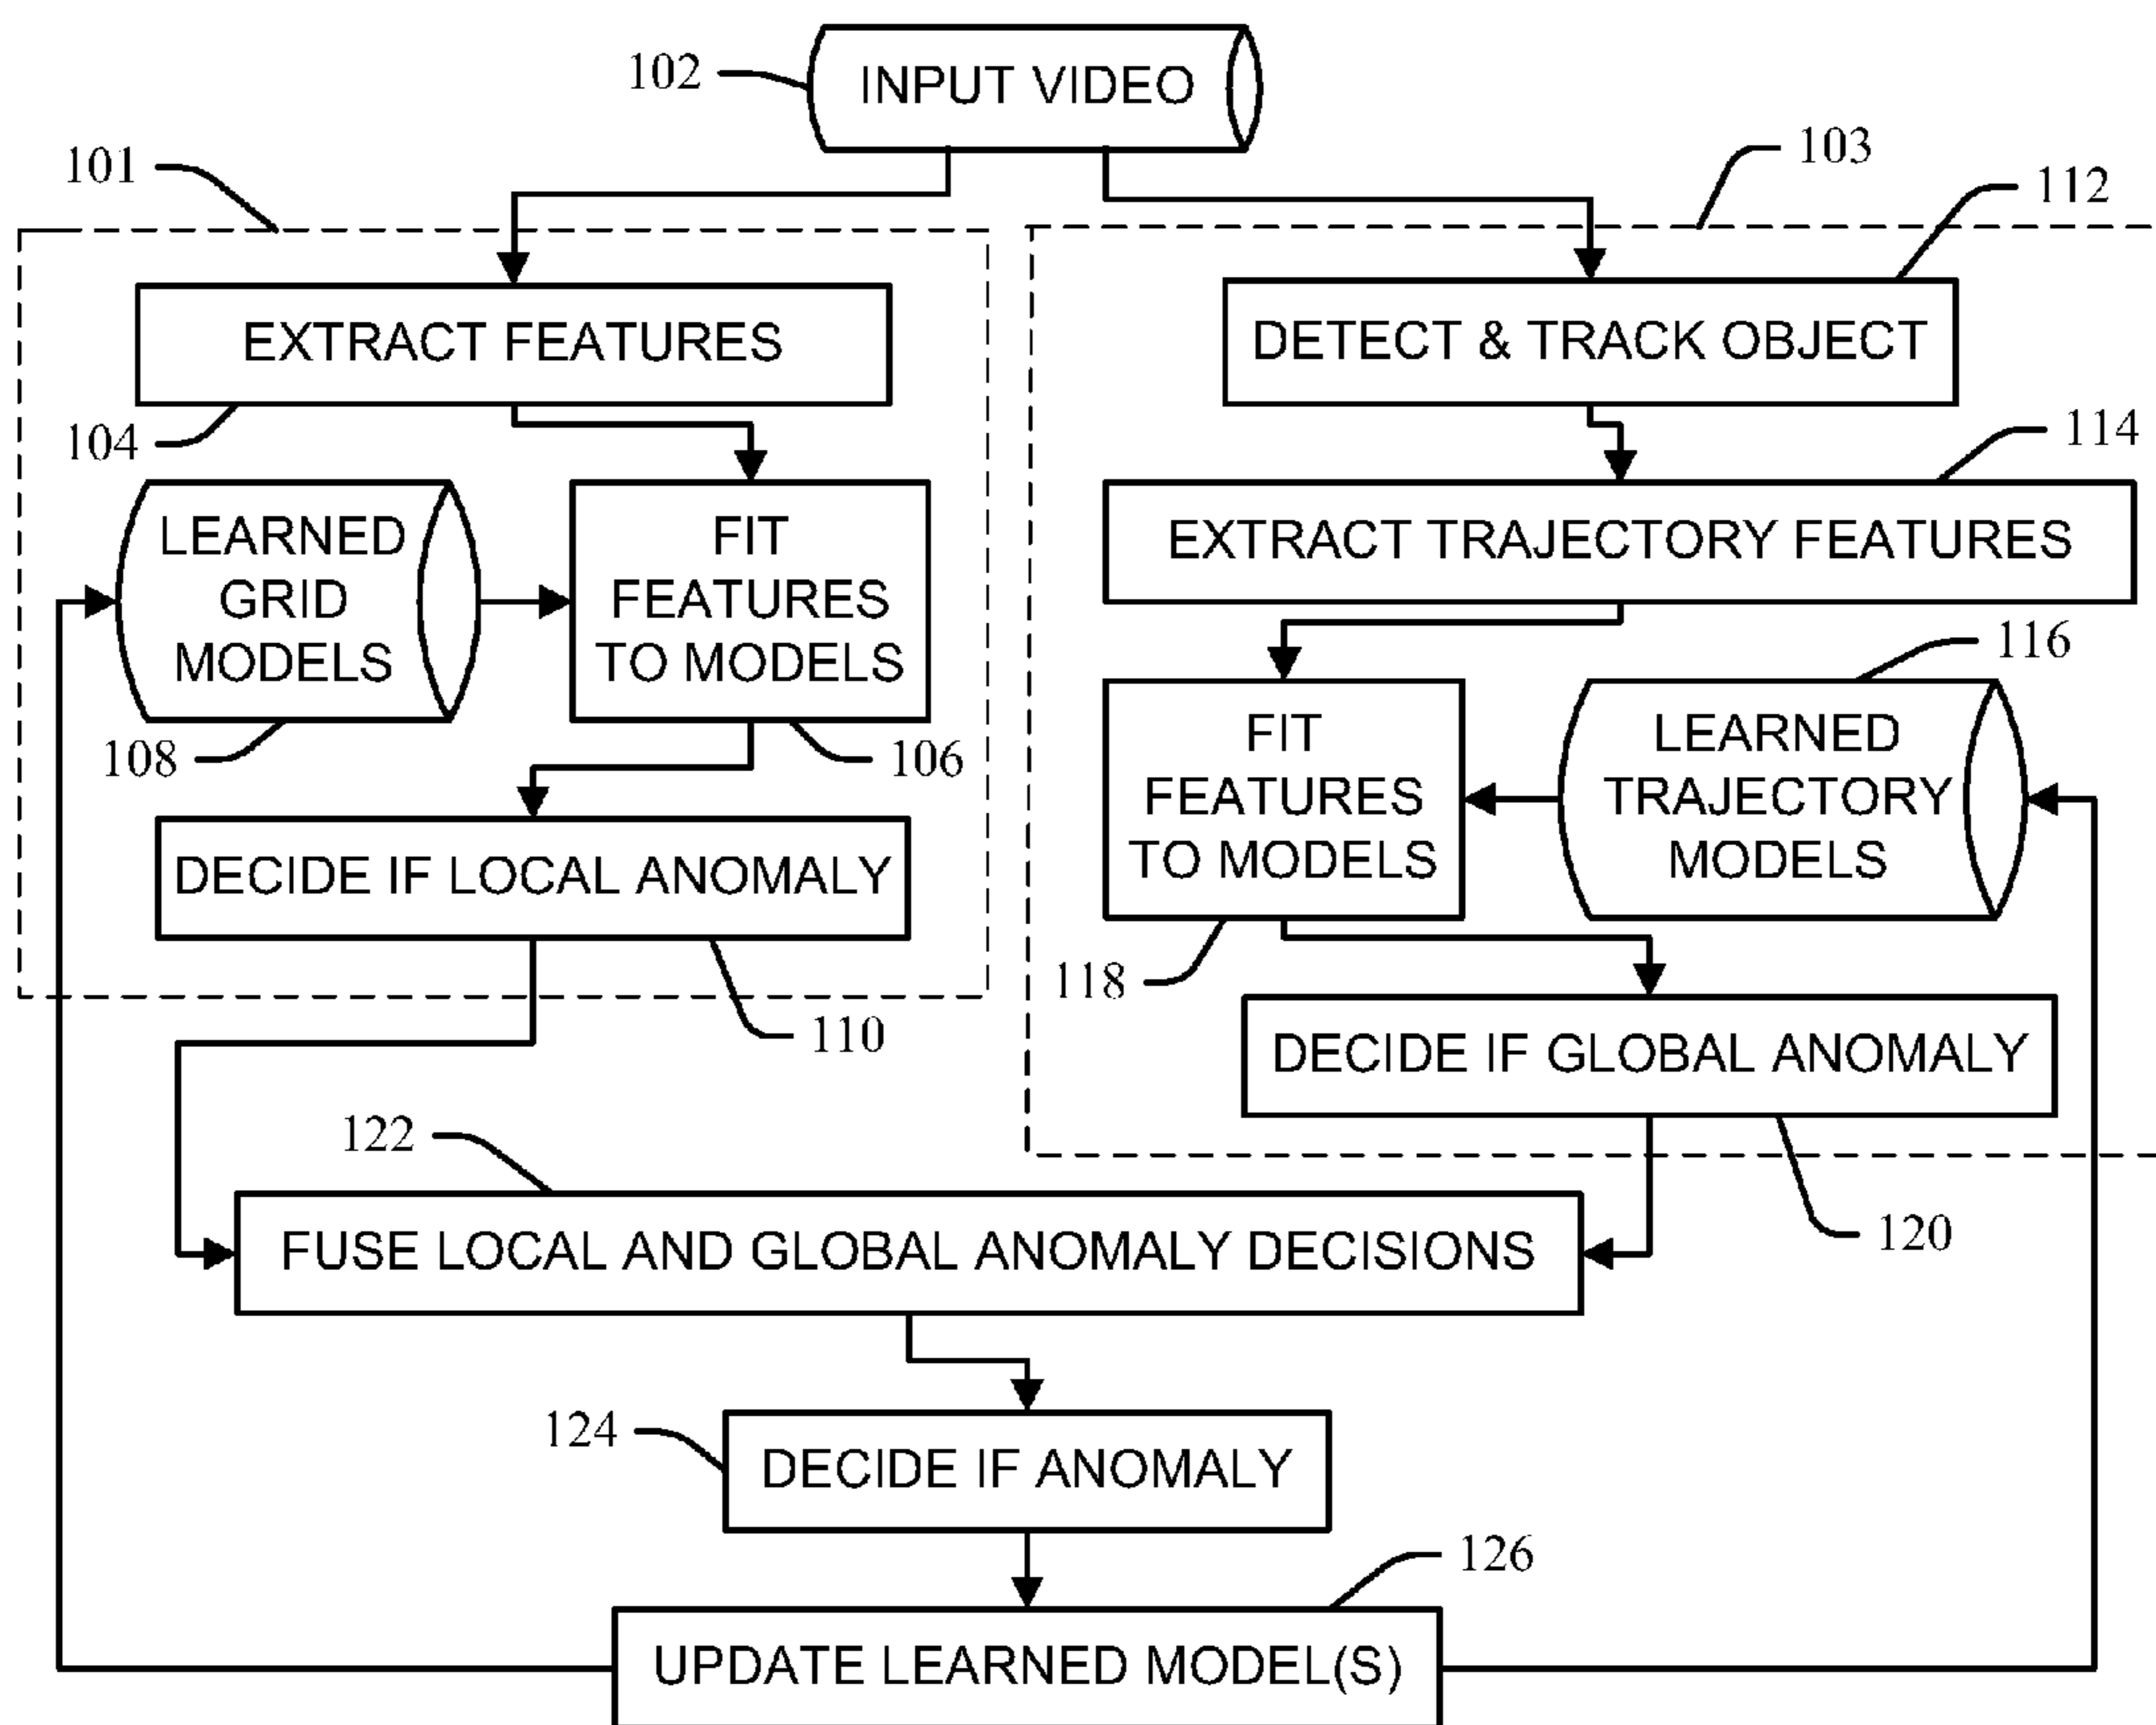 102
INPUT VIDEO
101
103
112
EXTRACT FEATURES
DETECT & TRACK OBJECT
104
114
LEARNED
GRID
MODELS
FIT
FEATURES
TO MODELS
EXTRACT TRAJECTORY FEATURES
108
106
116
FIT
FEATURES
TO MODELS
LEARNED
TRAJECTORY
MODELS
DECIDE IF LOCAL ANOMALY
118
110
DECIDE IF GLOBAL ANOMALY
122
120
FUSE LOCAL AND GLOBAL ANOMALY DECISIONS
124
DECIDE IF ANOMALY
126
UPDATE LEARNED MODEL(S)